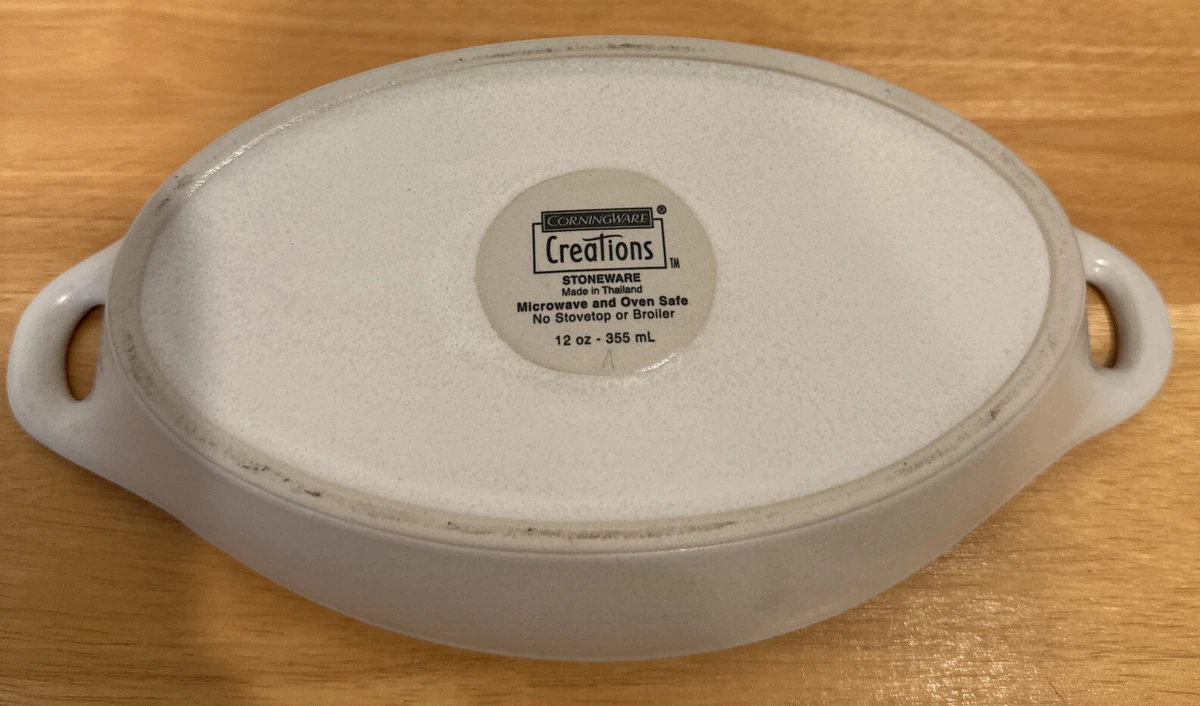 CORNINGWARE®
Creations™
STONEWARE
Made in Thailand
Microwave and Oven Safe
No Stovetop or Broiler
12 oz - 355 mL
A